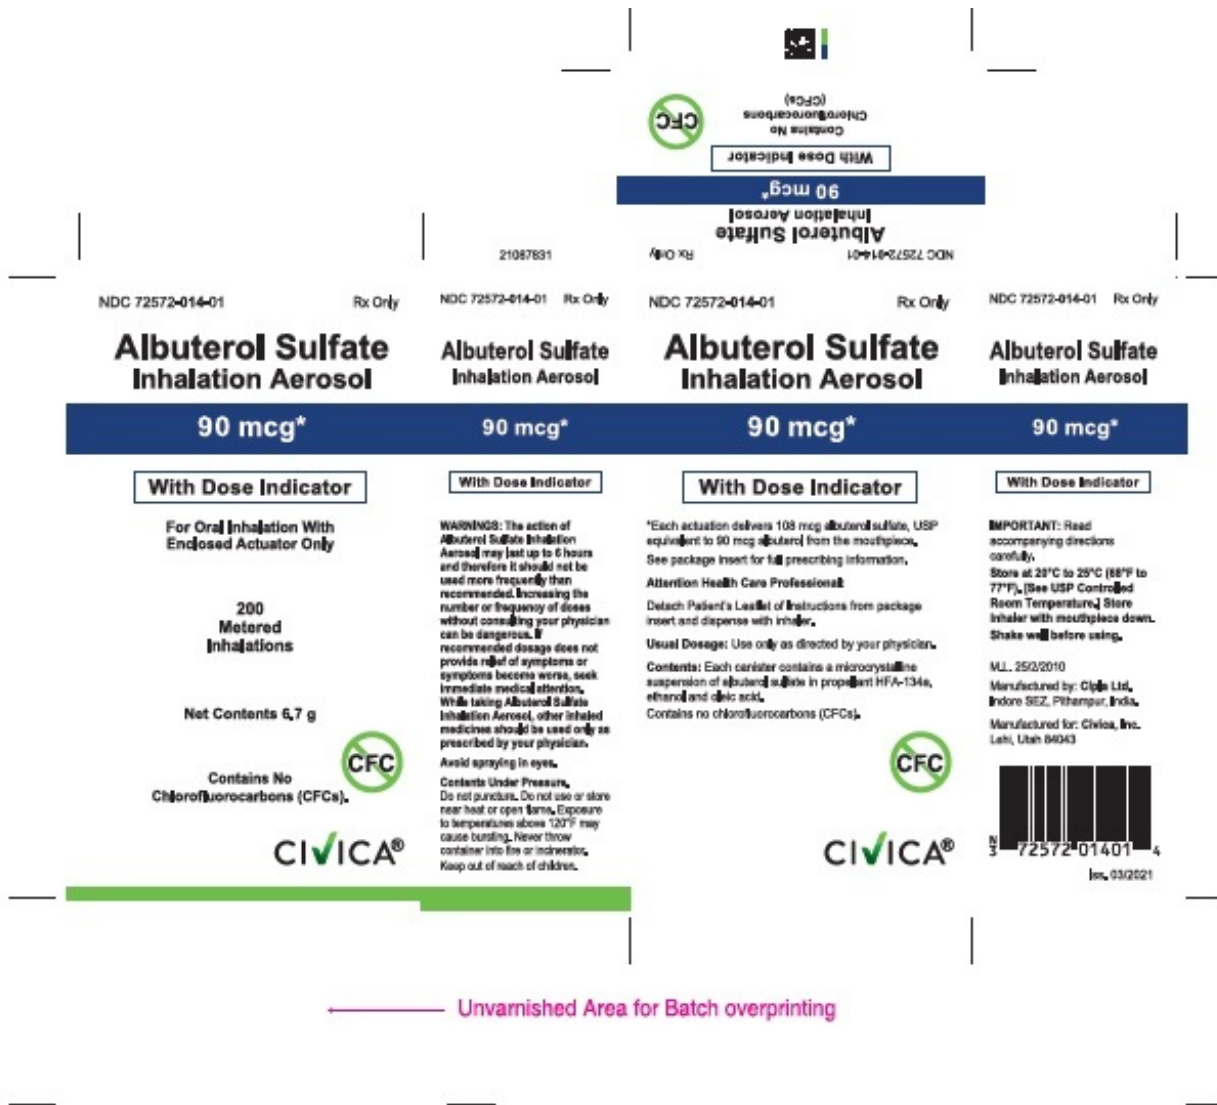 CFC
Contains No
Chlorofluorocarbons
(CFCs)
With Dose Indicator
90 mcg*
Albuterol Sulfate
Inhalation Aerosol
NDC 72572-014-01 Rx Only
21087831
NDC 72572-014-01 Rx Only
Albuterol Sulfate
Inhalation Aerosol
90 mcg*
With Dose Indicator
For Oral Inhalation With
Enclosed Actuator Only
200
Metered
Inhalations
Net Contents 6.7 g
CFC
Contains No
Chlorofluorocarbons (CFCs).
CIVICA®
NDC 72572-014-01 Rx Only
Albuterol Sulfate
Inhalation Aerosol
90 mcg*
With Dose Indicator
WARNINGS: The action of
Albuterol Sulfate Inhalation
Aerosol may last up to 6 hours
and therefore it should not be
used more frequently than
recommended. Increasing the
number or frequency of doses
without consulting your physician
can be dangerous. If
recommended dosage does not
provide relief of symptoms or
symptoms become worse, seek
immediate medical attention.
While taking Albuterol Sulfate
Inhalation Aerosol, other inhaled
medicines should be used only as
prescribed by your physician.
Avoid spraying in eyes.
Contents Under Pressure.
Do not puncture. Do not use or store
near heat or open flame. Exposure
to temperatures above 120°F may
cause bursting. Never throw
container into fire or incinerator.
Keep out of reach of children.
NDC 72572-014-01 Rx Only
Albuterol Sulfate
Inhalation Aerosol
90 mcg*
With Dose Indicator
*Each actuation delivers 108 mcg albuterol sulfate, USP
equivalent to 90 mcg albuterol from the mouthpiece.
See package insert for full prescribing information.
Attention Health Care Professional:
Detach Patient's Leaflet of Instructions from package
insert and dispense with inhaler.
Usual Dosage: Use only as directed by your physician.
Contents: Each canister contains a microcrystalline
suspension of albuterol sulfate in propellant HFA-134a,
ethanol and oleic acid.
Contains no chlorofluorocarbons (CFCs).
CFC
CIVICA®
NDC 72572-014-01 Rx Only
Albuterol Sulfate
Inhalation Aerosol
90 mcg*
With Dose Indicator
IMPORTANT: Read
accompanying directions
carefully.
Store at 20°C to 25°C (68°F to
77°F). [See USP Controlled
Room Temperature.] Store
Inhaler with mouthpiece down.
Shake well before using.
M.L. 25/2/2010
Manufactured by: Cipla Ltd.
Indore SEZ, Pithampur, India.
Manufactured for: Civica, Inc.
Lehi, Utah 84043
N
3 72572 01401 4
Iss. 03/2021
Unvarnished Area for Batch overprinting